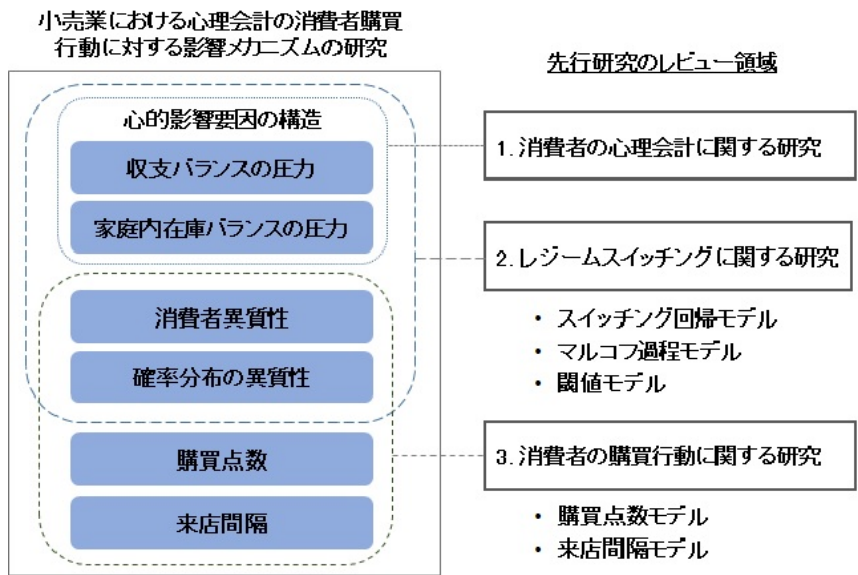 小売業における心理会計の消費者購買
行動に対する影響メカニズムの研究
心的影響要因の構造
収支バランスの圧力
家庭内在庫バランスの圧力
消費者異質性
確率分布の異質性
購買点数
来店間隔
先行研究のレビュー領域
1.消費者の心理会計に関する研究
2.レジームスイッチングに関する研究
・ スイッチング回帰モデル
・ マルコフ過程モデル
・ 閾値モデル
3.消費者の購買行動に関する研究
・ 購買点数モデル
・ 来店間隔モデル